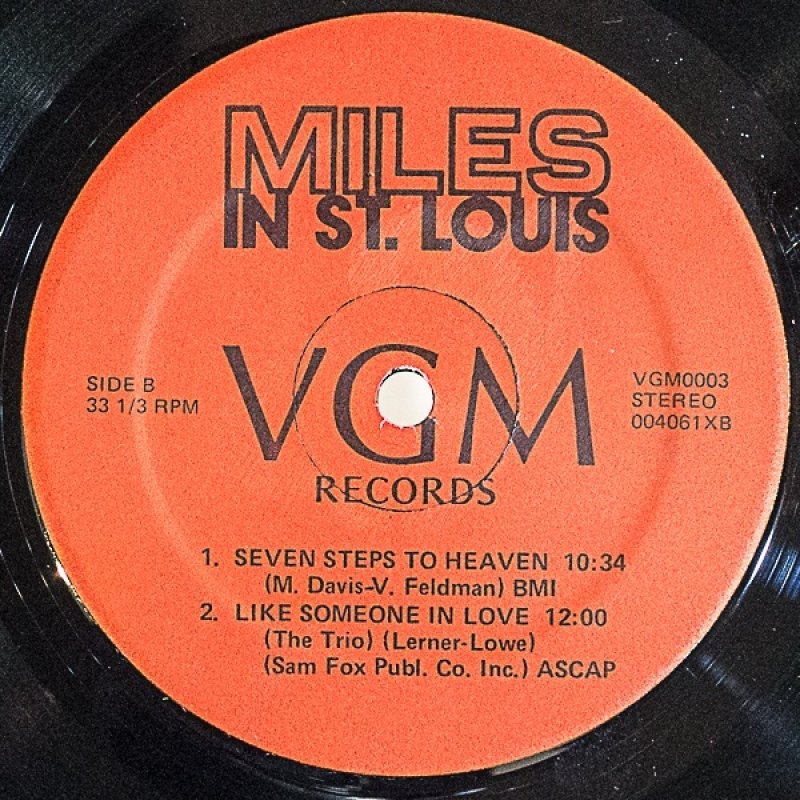 MILES
IN ST. LOUIS
SIDE B
33 1/3 RPM
VGM
RECORDS
VGM0003
STEREO
004061XB
1. SEVEN STEPS TO HEAVEN 10:34
(M. Davis-V. Feldman) BMI
2. LIKE SOMEONE IN LOVE 12:00
(The Trio) (Lerner-Lowe)
(Sam Fox Publ. Co. Inc.) ASCAP